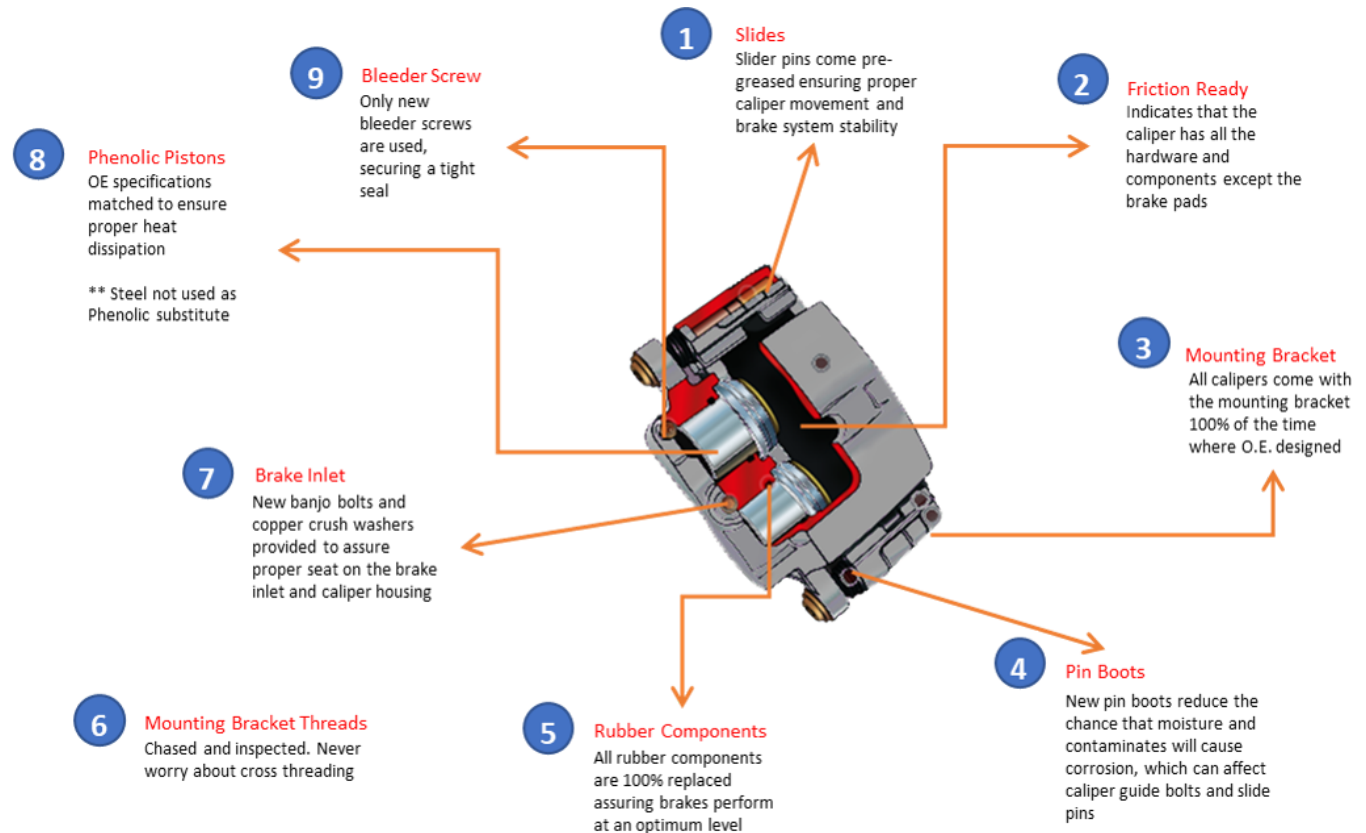 1
Slides
Slider pins come pre-
greased ensuring proper
caliper movement and
brake system stability
2
Friction Ready
Indicates that the
caliper has all the
hardware and
components except the
brake pads
3
Mounting Bracket
All calipers come with
the mounting bracket
100% of the time
where O.E. designed
4
Pin Boots
New pin boots reduce the
chance that moisture and
contaminates will cause
corrosion, which can affect
caliper guide bolts and slide
pins
5
Rubber Components
All rubber components
are 100% replaced
assuring brakes perform
at an optimum level
6
Mounting Bracket Threads
Chased and inspected. Never
worry about cross threading
7
Brake Inlet
New banjo bolts and
copper crush washers
provided to assure
proper seat on the brake
inlet and caliper housing
8
Phenolic Pistons
OE specifications
matched to ensure
proper heat
dissipation
** Steel not used as
Phenolic substitute
9
Bleeder Screw
Only new
bleeder screws
are used,
securing a tight
seal